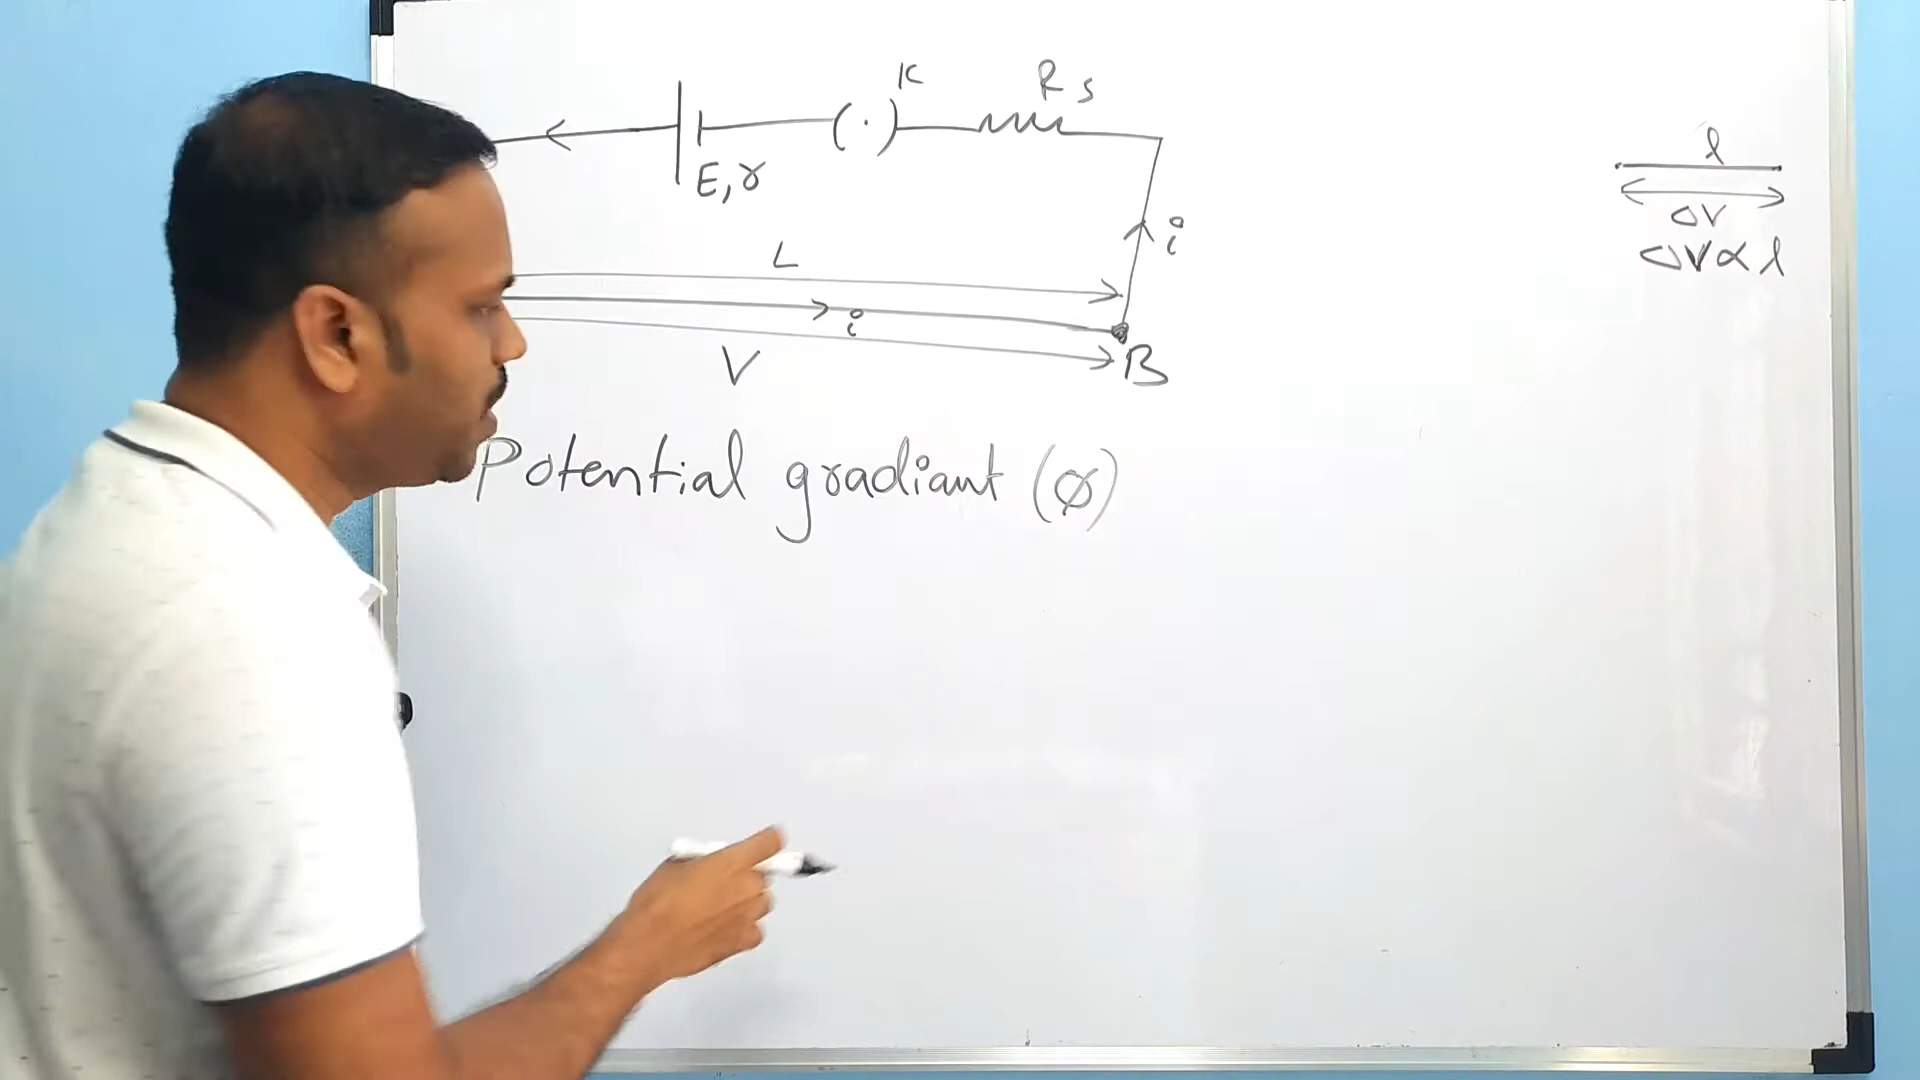 K
Rs
E, r
L
i
i
V
B
Potential gradiant (φ)
l
ΔV
ΔV ∝ l